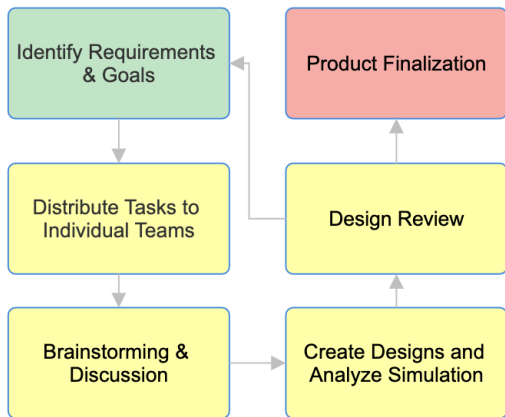 Identify Requirements
& Goals
Distribute Tasks to
Individual Teams
Brainstorming &
Discussion
Create Designs and
Analyze Simulation
Design Review
Product Finalization